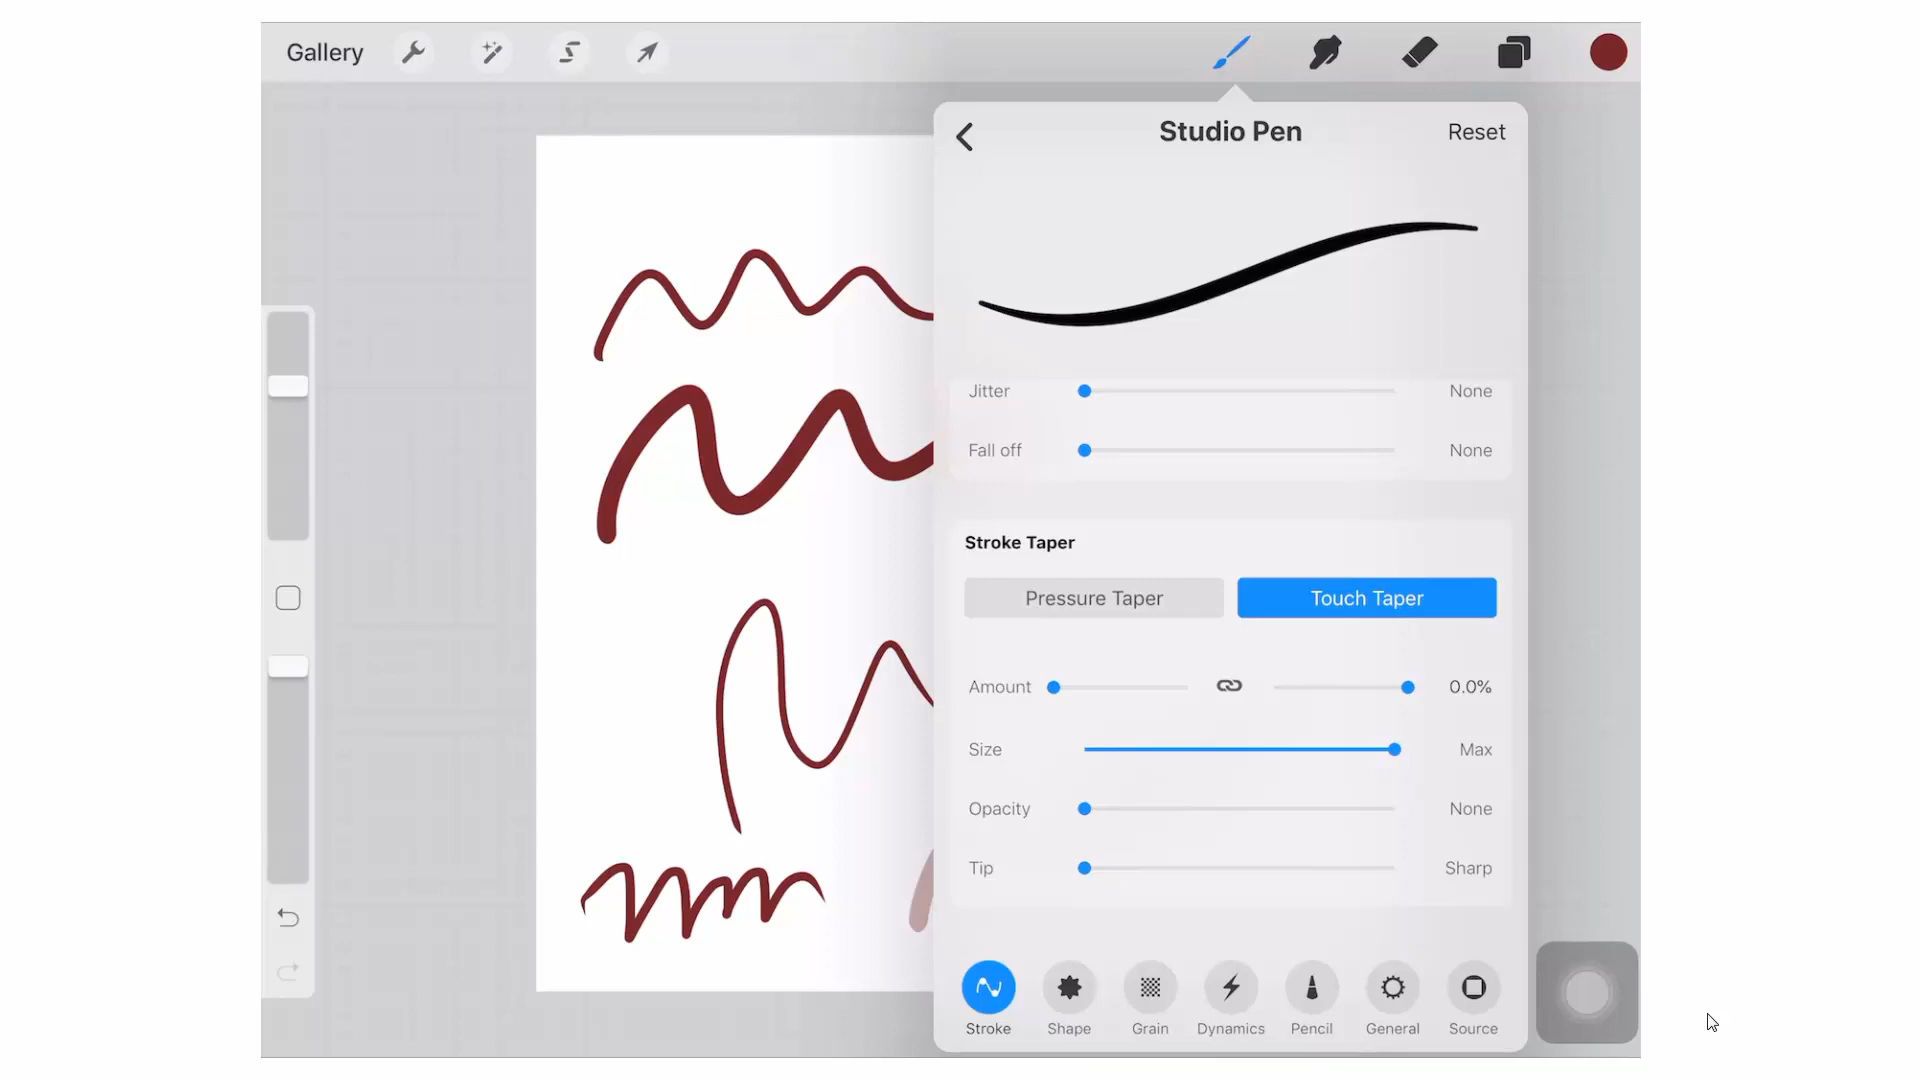 Gallery
Studio Pen
Reset
Jitter None
Fall off None
Stroke Taper
Pressure Taper Touch Taper
Amount 0.0%
Size Max
Opacity None
Tip Sharp
Stroke Shape Grain Dynamics Pencil General Source